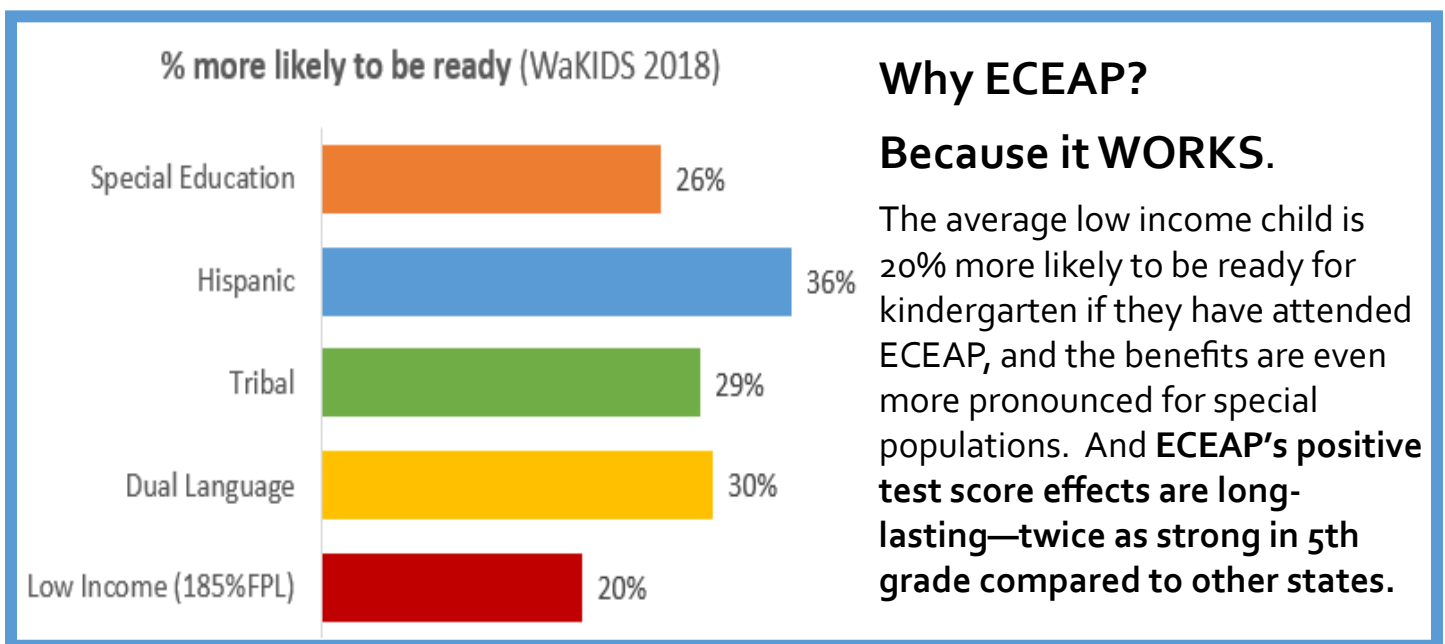 % more likely to be ready (WaKIDS 2018)
Special Education
26%
Hispanic
36%
Tribal
29%
Dual Language
30%
Low Income (185%FPL)
20%
Why ECEAP?
Because it WORKS.
The average low income child is
20% more likely to be ready for
kindergarten if they have attended
ECEAP, and the benefits are even
more pronounced for special
populations. And ECEAP’s positive
test score effects are long-
lasting—twice as strong in 5th
grade compared to other states.